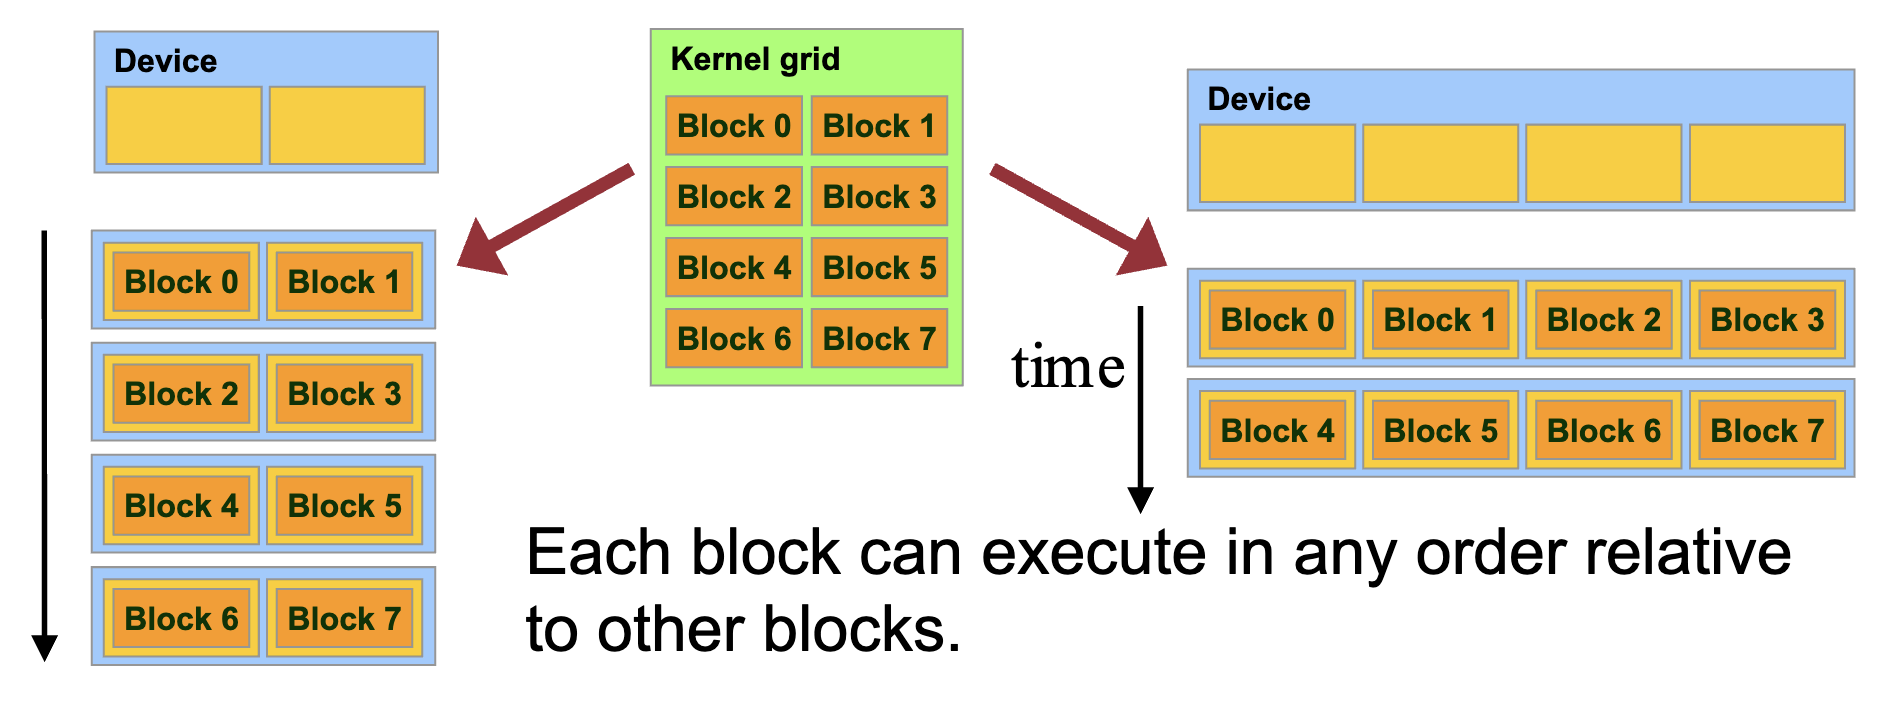 Device
Block 0 Block 1
Block 2 Block 3
Block 4 Block 5
Block 6 Block 7
Kernel grid
Block 0 Block 1
Block 2 Block 3
Block 4 Block 5
Block 6 Block 7
Device
time
Block 0 Block 1 Block 2 Block 3
Block 4 Block 5 Block 6 Block 7
Each block can execute in any order relative
to other blocks.